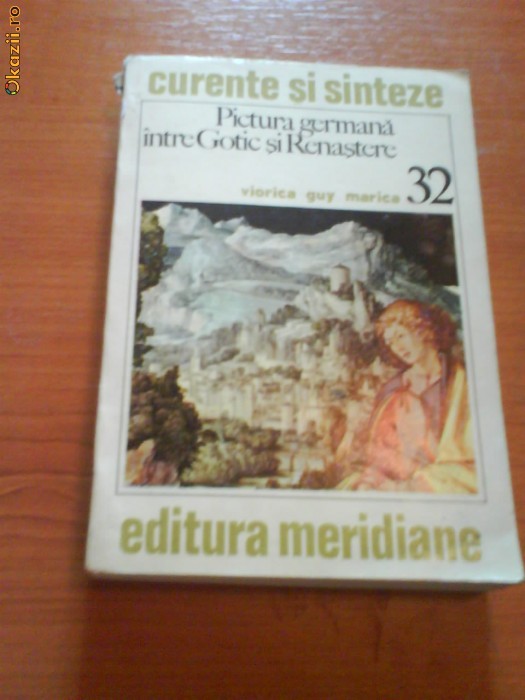 Okazii.ro
curente și sinteze
Pictura germană
între Gotic și Renaștere
viorica guy marica 32
editura meridiane